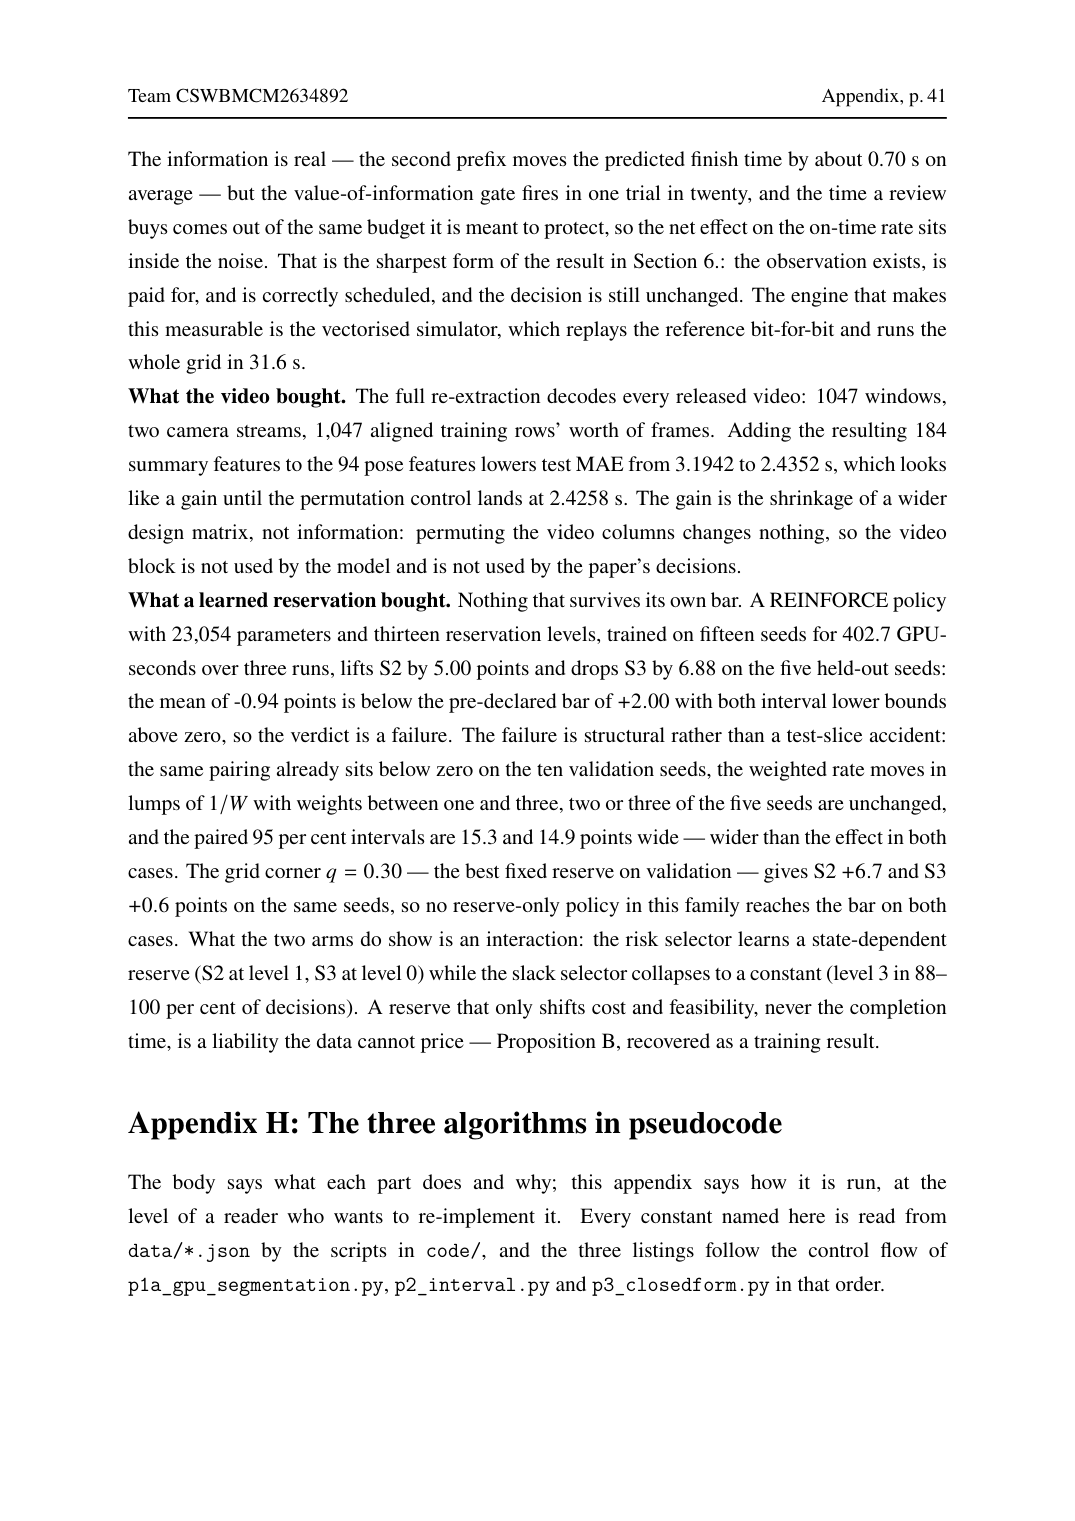 Team CSWBMCM2634892
Appendix, p. 41
The information is real — the second prefix moves the predicted finish time by about 0.70 s on
average — but the value-of-information gate fires in one trial in twenty, and the time a review
buys comes out of the same budget it is meant to protect, so the net effect on the on-time rate sits
inside the noise. That is the sharpest form of the result in Section 6.: the observation exists, is
paid for, and is correctly scheduled, and the decision is still unchanged. The engine that makes
this measurable is the vectorised simulator, which replays the reference bit-for-bit and runs the
whole grid in 31.6 s.
What the video bought. The full re-extraction decodes every released video: 1047 windows,
two camera streams, 1,047 aligned training rows' worth of frames. Adding the resulting 184
summary features to the 94 pose features lowers test MAE from 3.1942 to 2.4352 s, which looks
like a gain until the permutation control lands at 2.4258 s. The gain is the shrinkage of a wider
design matrix, not information: permuting the video columns changes nothing, so the video
block is not used by the model and is not used by the paper's decisions.
What a learned reservation bought. Nothing that survives its own bar. A REINFORCE policy
with 23,054 parameters and thirteen reservation levels, trained on fifteen seeds for 402.7 GPU-
seconds over three runs, lifts S2 by 5.00 points and drops S3 by 6.88 on the five held-out seeds:
the mean of -0.94 points is below the pre-declared bar of +2.00 with both interval lower bounds
above zero, so the verdict is a failure. The failure is structural rather than a test-slice accident:
the same pairing already sits below zero on the ten validation seeds, the weighted rate moves in
lumps of 1/W with weights between one and three, two or three of the five seeds are unchanged,
and the paired 95 per cent intervals are 15.3 and 14.9 points wide — wider than the effect in both
cases. The grid corner q = 0.30 — the best fixed reserve on validation — gives S2 +6.7 and S3
+0.6 points on the same seeds, so no reserve-only policy in this family reaches the bar on both
cases. What the two arms do show is an interaction: the risk selector learns a state-dependent
reserve (S2 at level 1, S3 at level 0) while the slack selector collapses to a constant (level 3 in 88–
100 per cent of decisions). A reserve that only shifts cost and feasibility, never the completion
time, is a liability the data cannot price — Proposition B, recovered as a training result.
Appendix H: The three algorithms in pseudocode
The body says what each part does and why; this appendix says how it is run, at the
level of a reader who wants to re-implement it. Every constant named here is read from
data/*.json by the scripts in code/, and the three listings follow the control flow of
p1a_gpu_segmentation.py, p2_interval.py and p3_closedform.py in that order.